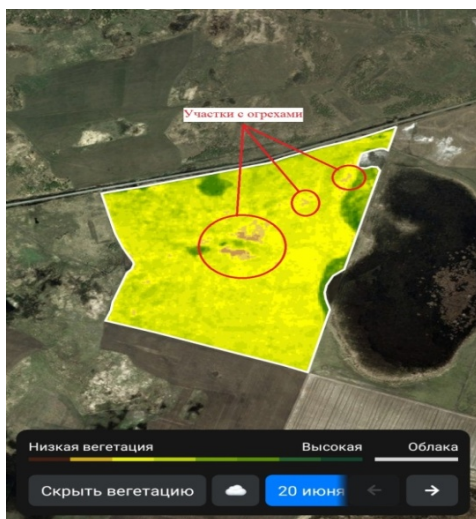 Участки с огрехами
Низкая вегетация Высокая Облака
Скрыть вегетацию 20 июня